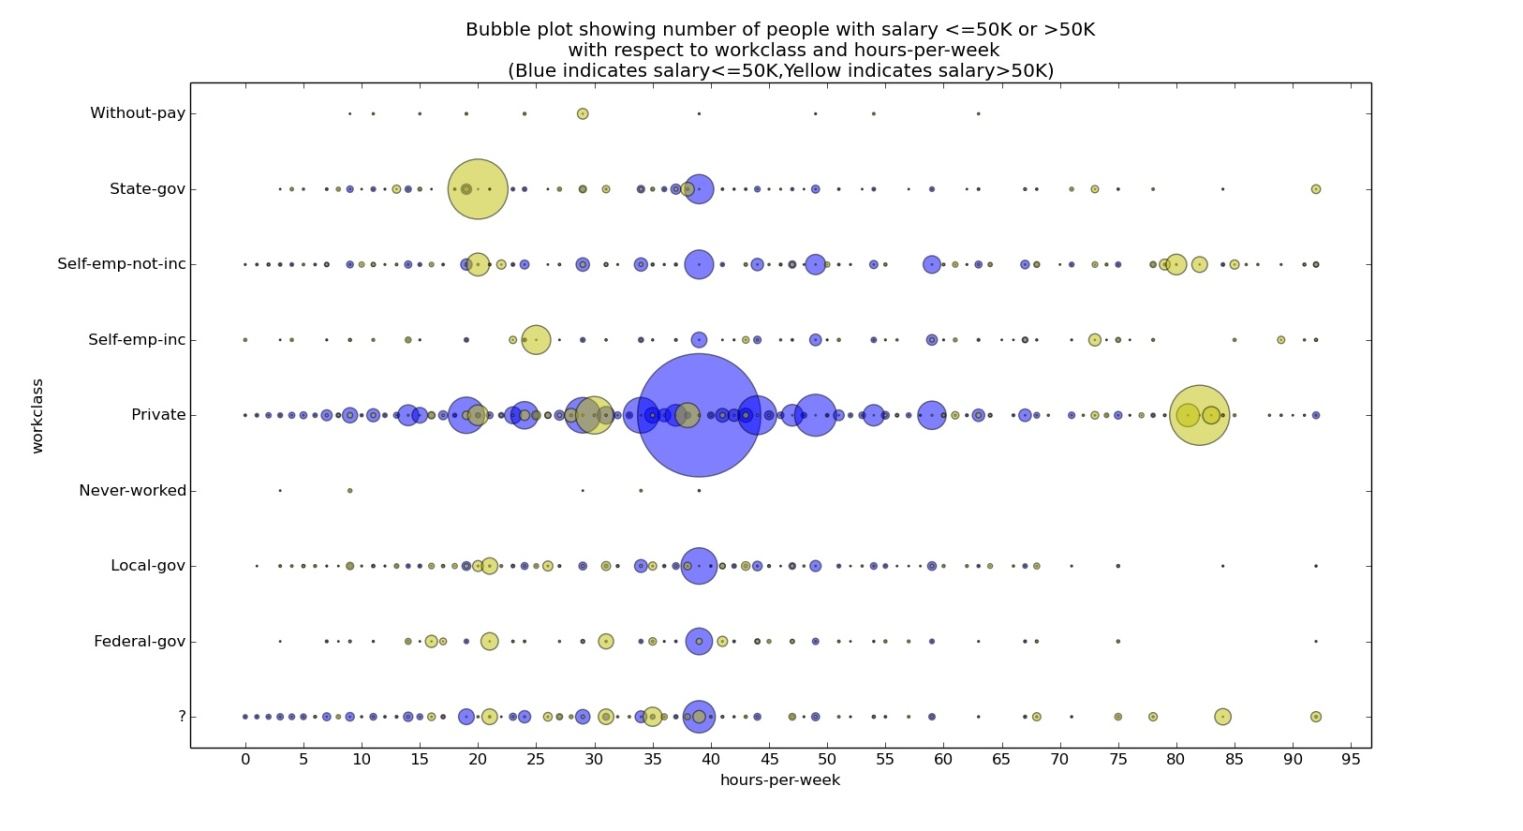 Bubble plot showing number of people with salary <=50K or >50K
with respect to workclass and hours-per-week
(Blue indicates salary<=50K,Yellow indicates salary>50K)
Without-pay
State-gov
Self-emp-not-inc
Self-emp-inc
Private
Never-worked
Local-gov
Federal-gov
?
workclass
0 5 10 15 20 25 30 35 40 45 50 55 60 65 70 75 80 85 90 95
hours-per-week